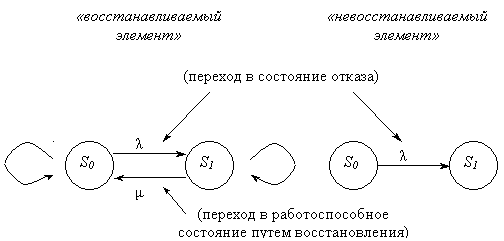 «восстанавливаемый
элемент»
«невосстанавливаемый
элемент»
(переход в состояние отказа)
λ
λ
S0
S1
S0
S1
μ
(переход в работоспособное
состояние путем восстановления)